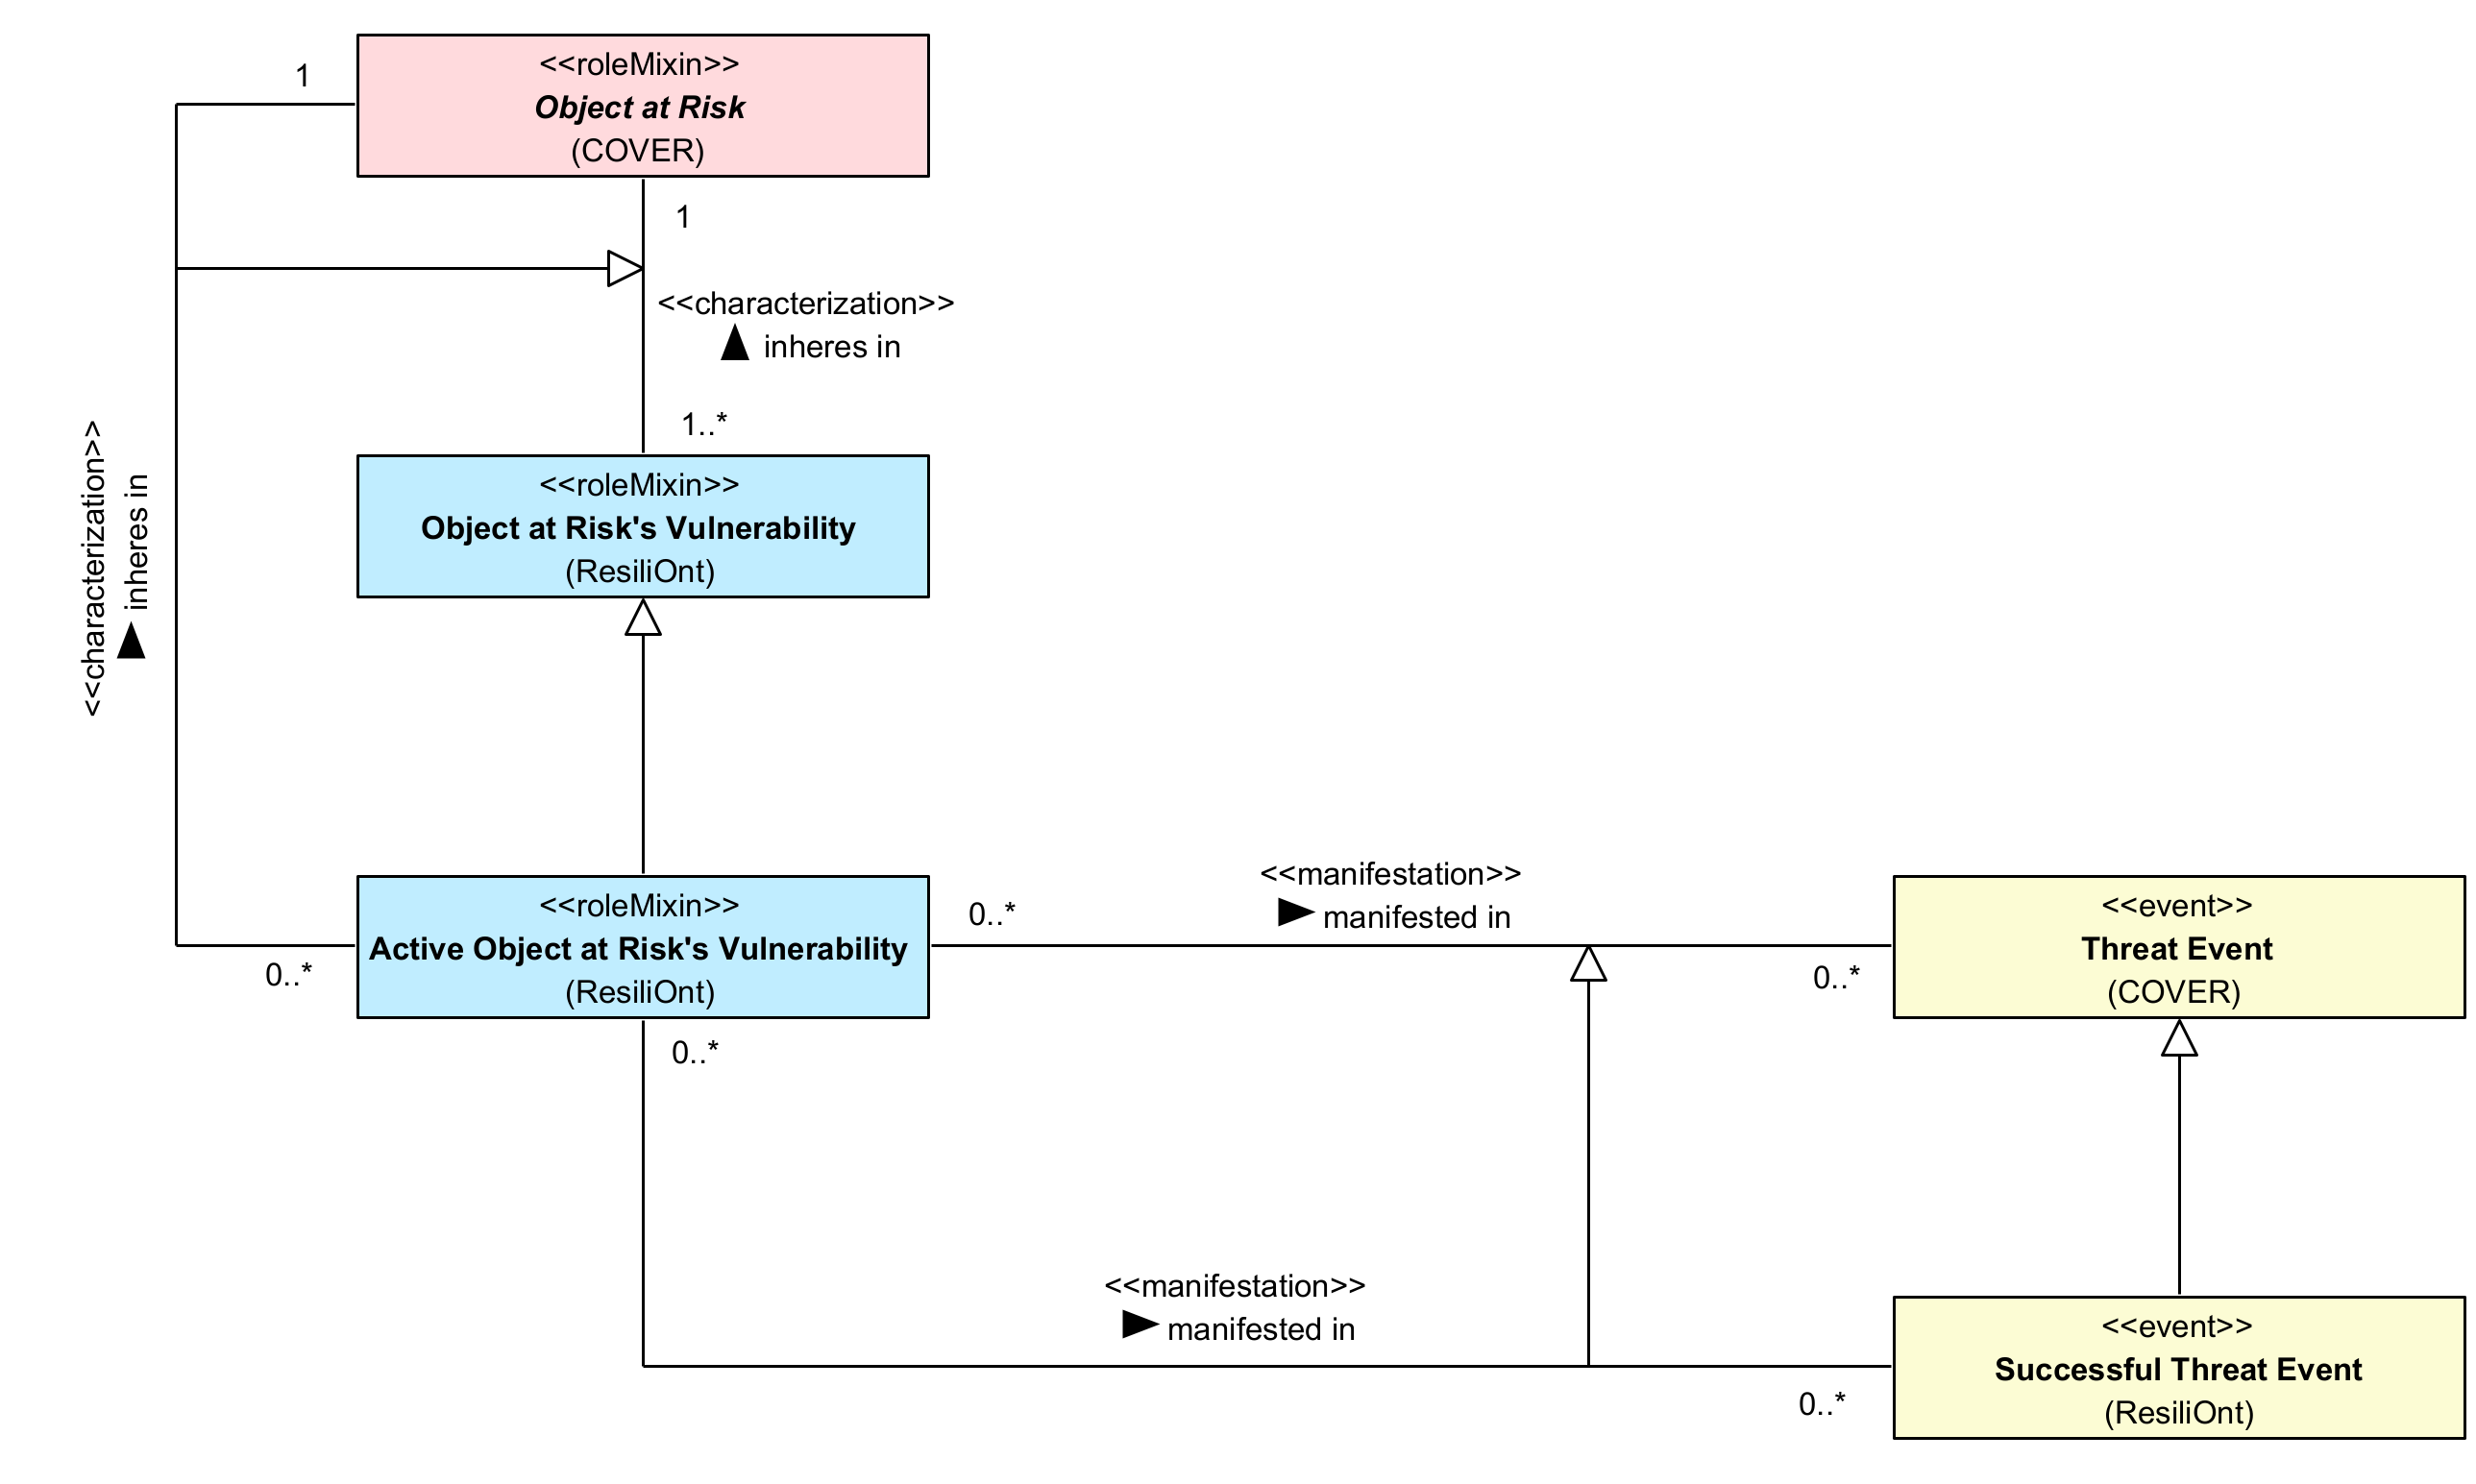 <<roleMixin>>
Object at Risk
(COVER)
1
1
<<characterization>>
inheres in
1..*
<<characterization>>
inheres in
<<roleMixin>>
Object at Risk's Vulnerability
(ResiliOnt)
<<roleMixin>>
Active Object at Risk's Vulnerability
(ResiliOnt)
0..*
0..*
<<manifestation>>
manifested in
0..*
<<event>>
Threat Event
(COVER)
0..*
<<manifestation>>
manifested in
0..*
<<event>>
Successful Threat Event
(ResiliOnt)